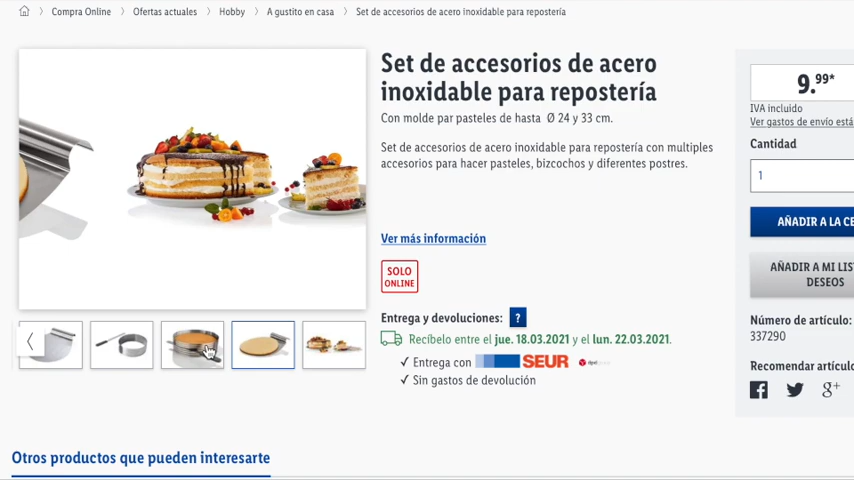 Compra Online > Ofertas actuales > Hobby > A gustito en casa > Set de accesorios de acero inoxidable para repostería
Set de accesorios de acero
inoxidable para repostería
Con molde par pasteles de hasta Ø 24 y 33 cm.
Set de accesorios de acero inoxidable para repostería con multiples
accesorios para hacer pasteles, bizcochos y diferentes postres.
Ver más información
SOLO
ONLINE
Entrega y devoluciones: ?
Recíbelo entre el jue. 18.03.2021 y el lun. 22.03.2021.
✓ Entrega con SEUR dpd
✓ Sin gastos de devolución
9.99*
IVA incluido
Ver gastos de envío está
Cantidad
1
AÑADIR A LA CE
AÑADIR A MI LIS
DESEOS
Número de artículo:
337290
Recomendar artículo
g+
Otros productos que pueden interesarte